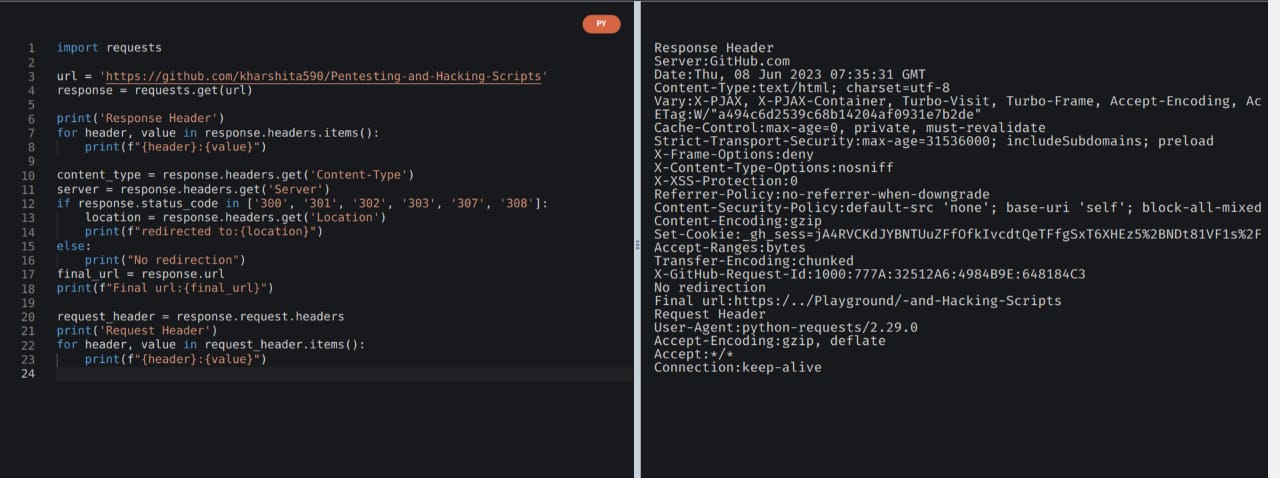 PY
1 import requests
2
3 url = 'https://github.com/kharshita590/Pentesting-and-Hacking-Scripts'
4 response = requests.get(url)
5
6 print('Response Header')
7 for header, value in response.headers.items():
8     print(f"{header}:{value}")
9
10 content_type = response.headers.get('Content-Type')
11 server = response.headers.get('Server')
12 if response.status_code in ['300', '301', '302', '303', '307', '308']:
13     location = response.headers.get('Location')
14     print(f"redirected to:{location}")
15 else:
16     print("No redirection")
17 final_url = response.url
18 print(f"Final url:{final_url}")
19
20 request_header = response.request.headers
21 print('Request Header')
22 for header, value in request_header.items():
23     print(f"{header}:{value}")
24
Response Header
Server:GitHub.com
Date:Thu, 08 Jun 2023 07:35:31 GMT
Content-Type:text/html; charset=utf-8
Vary:X-PJAX, X-PJAX-Container, Turbo-Visit, Turbo-Frame, Accept-Encoding, Ac
ETag:W/"a494c6d2539c68b14204af0931e7b2de"
Cache-Control:max-age=0, private, must-revalidate
Strict-Transport-Security:max-age=31536000; includeSubdomains; preload
X-Frame-Options:deny
X-Content-Type-Options:nosniff
X-XSS-Protection:0
Referrer-Policy:no-referrer-when-downgrade
Content-Security-Policy:default-src 'none'; base-uri 'self'; block-all-mixed
Content-Encoding:gzip
Set-Cookie:_gh_sess=jA4RVCKdJYBNTUuZFfOfkIvcdtQeTFfgSxT6XHEz5%2BNDt81VF1s%2F
Accept-Ranges:bytes
Transfer-Encoding:chunked
X-GitHub-Request-Id:1000:777A:32512A6:4984B9E:648184C3
No redirection
Final url:https:/../Playground/-and-Hacking-Scripts
Request Header
User-Agent:python-requests/2.29.0
Accept-Encoding:gzip, deflate
Accept:*/*
Connection:keep-alive